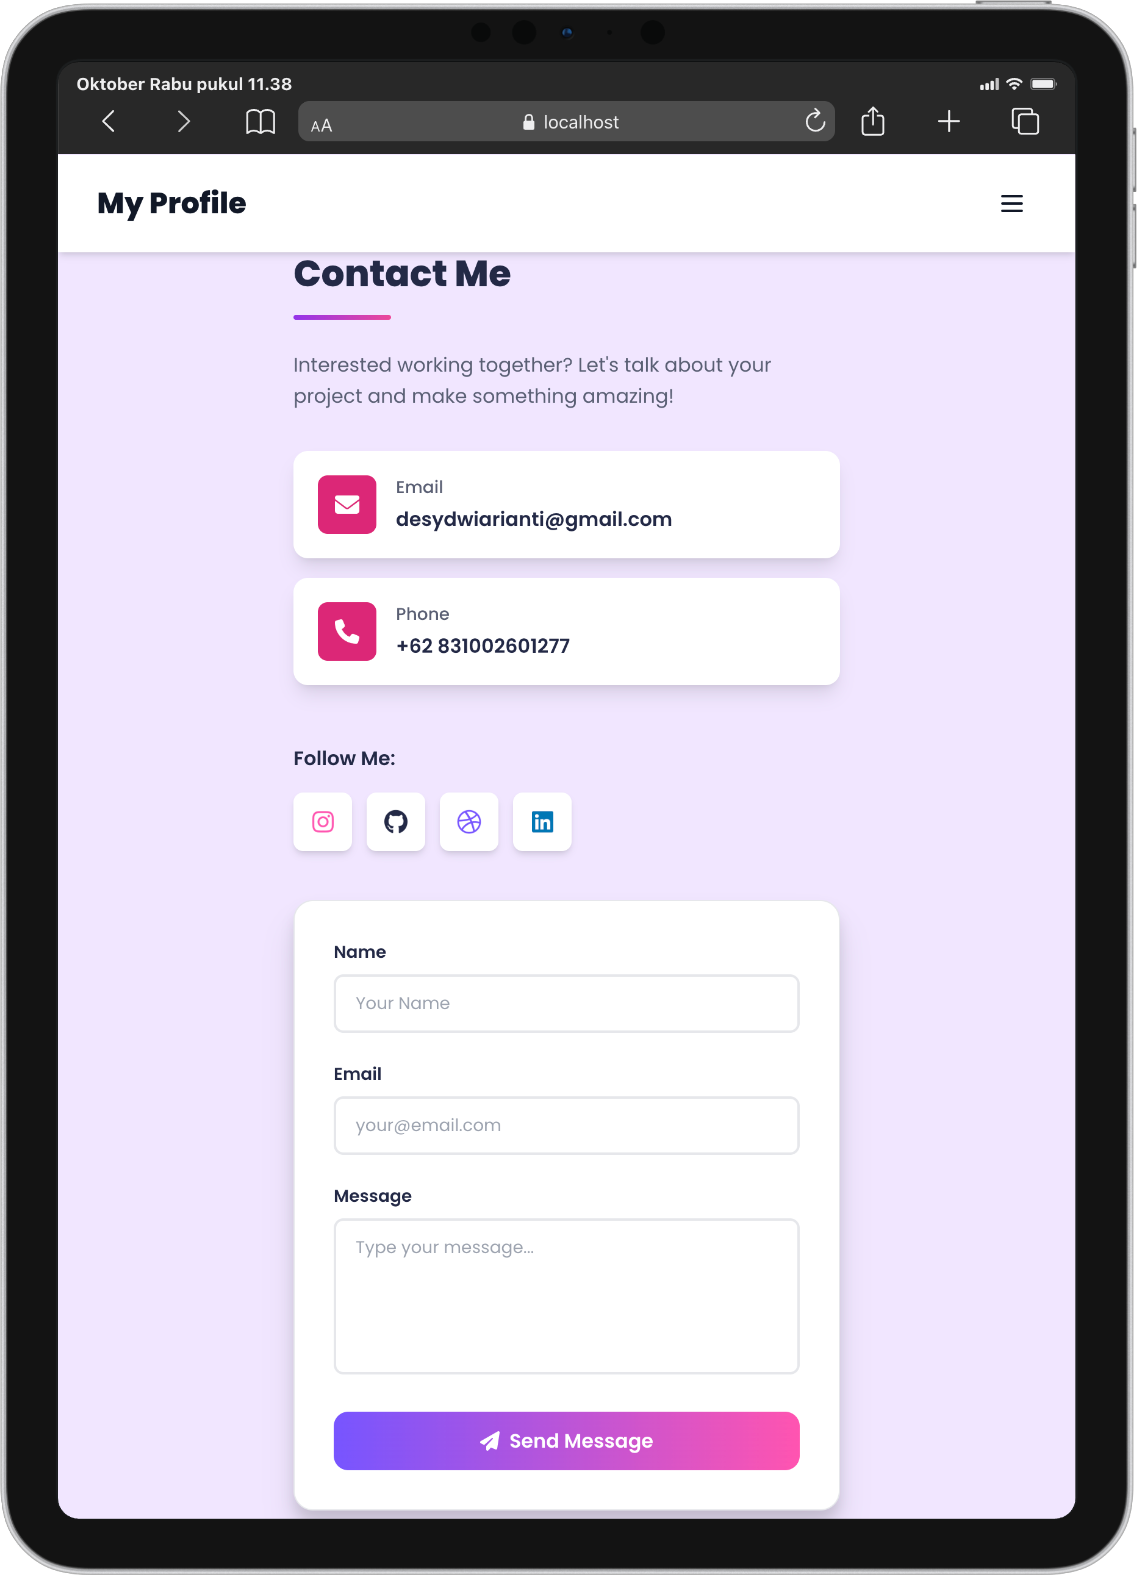 Oktober Rabu pukul 11.38
AA
localhost
My Profile
Contact Me
Interested working together? Let's talk about your
project and make something amazing!
Email
desydwiarianti@gmail.com
Phone
+62 831002601277
Follow Me:
in
Name
Your Name
Email
your@email.com
Message
Type your message...
Send Message